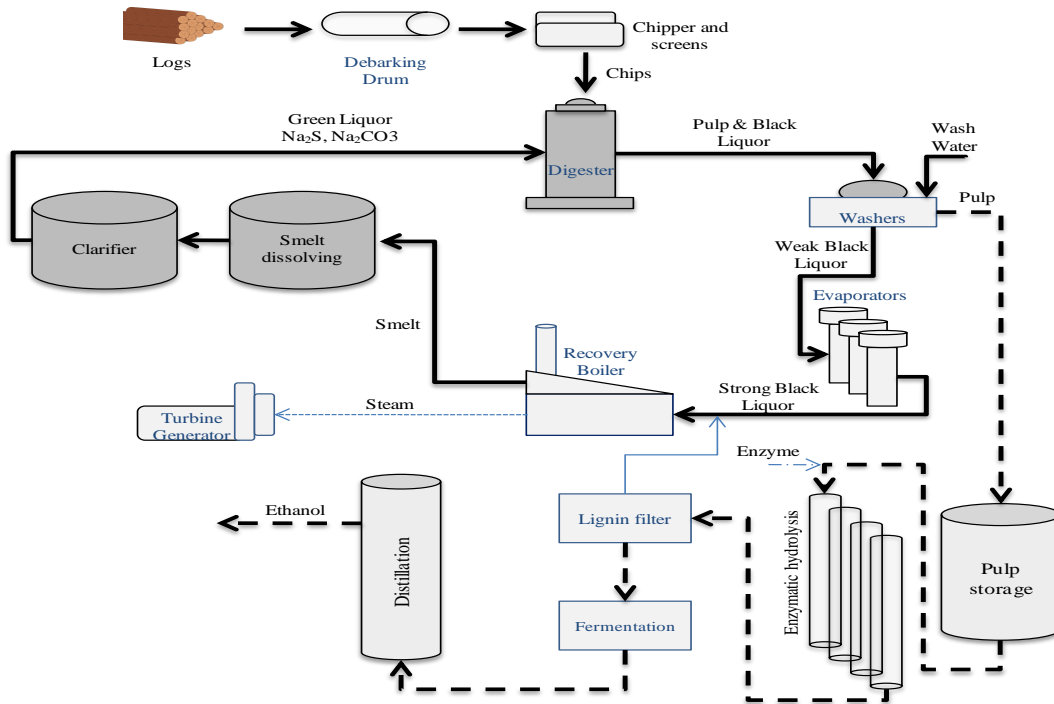 Logs
Debarking
Drum
Chipper and
screens
Chips
Green Liquor
Na₂S, Na₂CO3
Digester
Pulp & Black
Liquor
Wash
Water
Pulp
Washers
Clarifier
Smelt
dissolving
Weak Black
Liquor
Evaporators
Smelt
Recovery
Boiler
Strong Black
Liquor
Steam
Turbine
Generator
Enzyme
Ethanol
Lignin filter
Enzymatic hydrolysis
Distillation
Pulp
storage
Fermentation